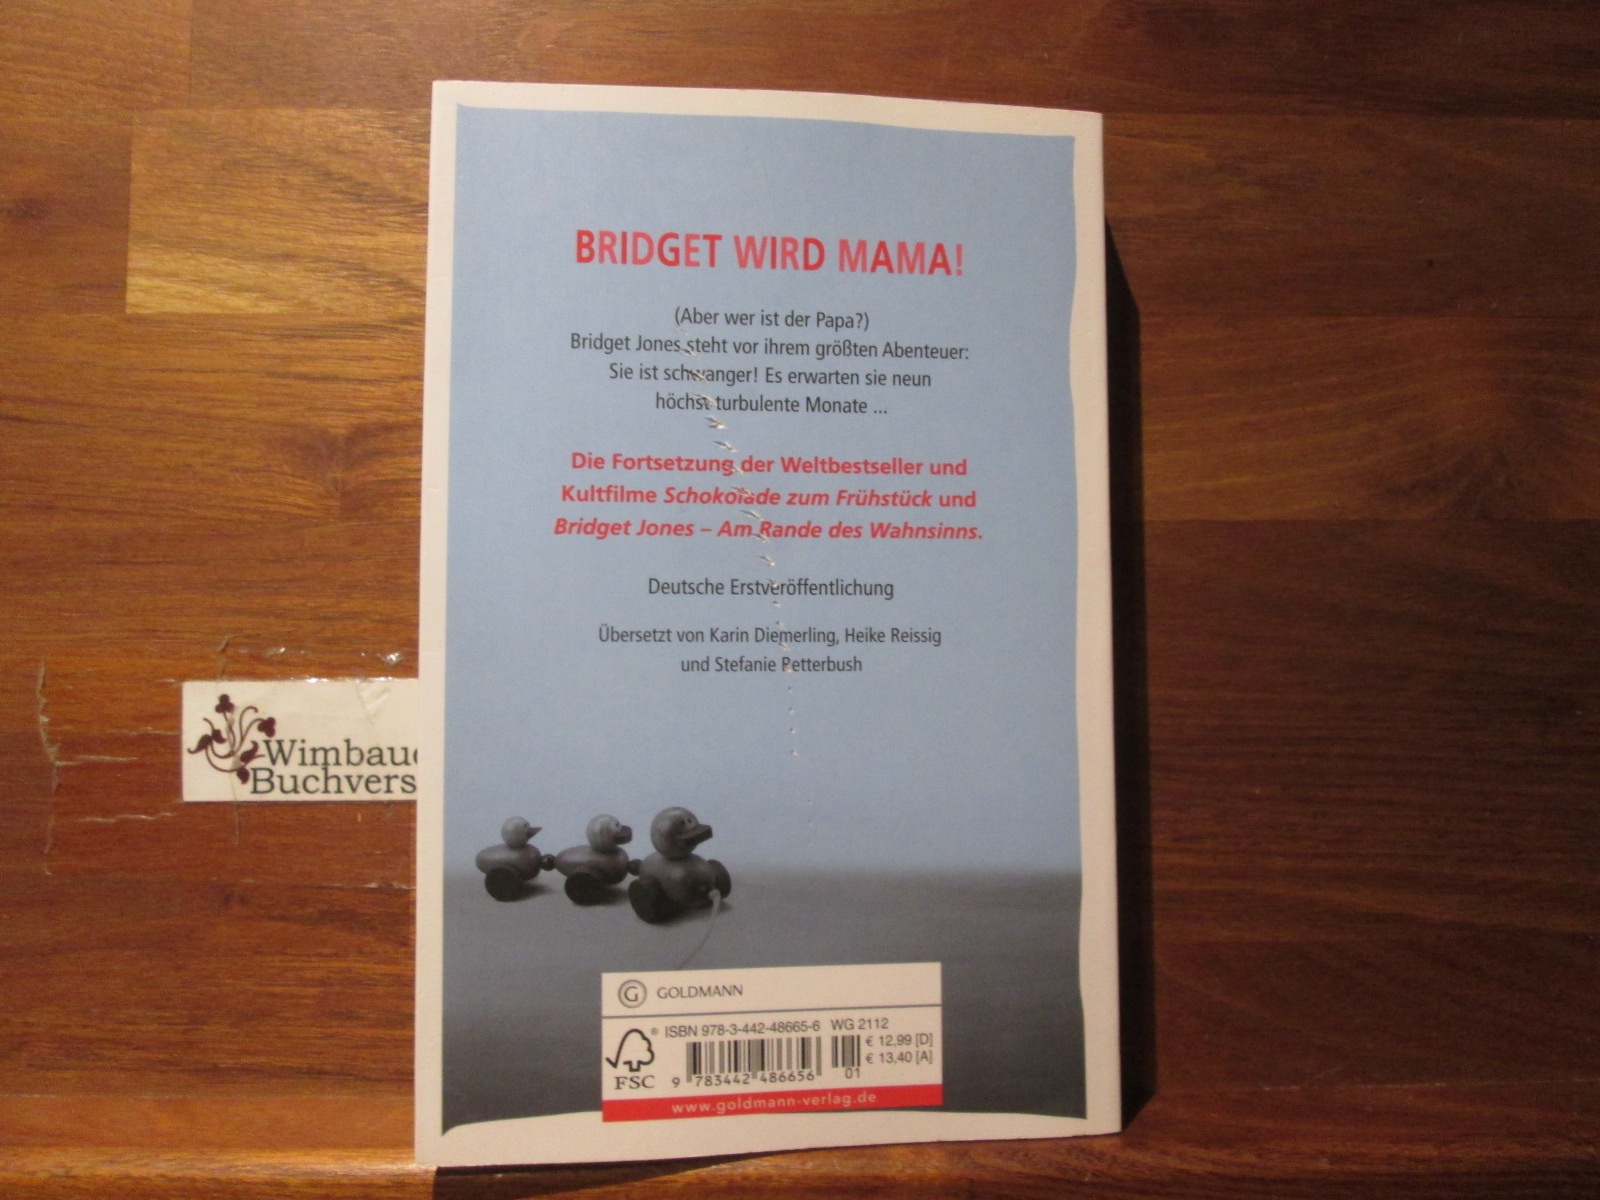 BRIDGET WIRD MAMA!
(Aber wer ist der Papa?)
Bridget Jones steht vor ihrem größten Abenteuer:
Sie ist schwanger! Es erwarten sie neun
höchst turbulente Monate ...
Die Fortsetzung der Weltbestseller und
Kultfilme Schokolade zum Frühstück und
Bridget Jones – Am Rande des Wahnsinns.
Deutsche Erstveröffentlichung
Übersetzt von Karin Diemerling, Heike Reissig
und Stefanie Retterbush
Wimbau
Buchvers
G GOLDMANN
ISBN 978-3-442-48665-6 WG 2112
€ 12,99 [D]
€ 13,40 [A]
®
FSC
9 783442 486656 01
www.goldmann-verlag.de